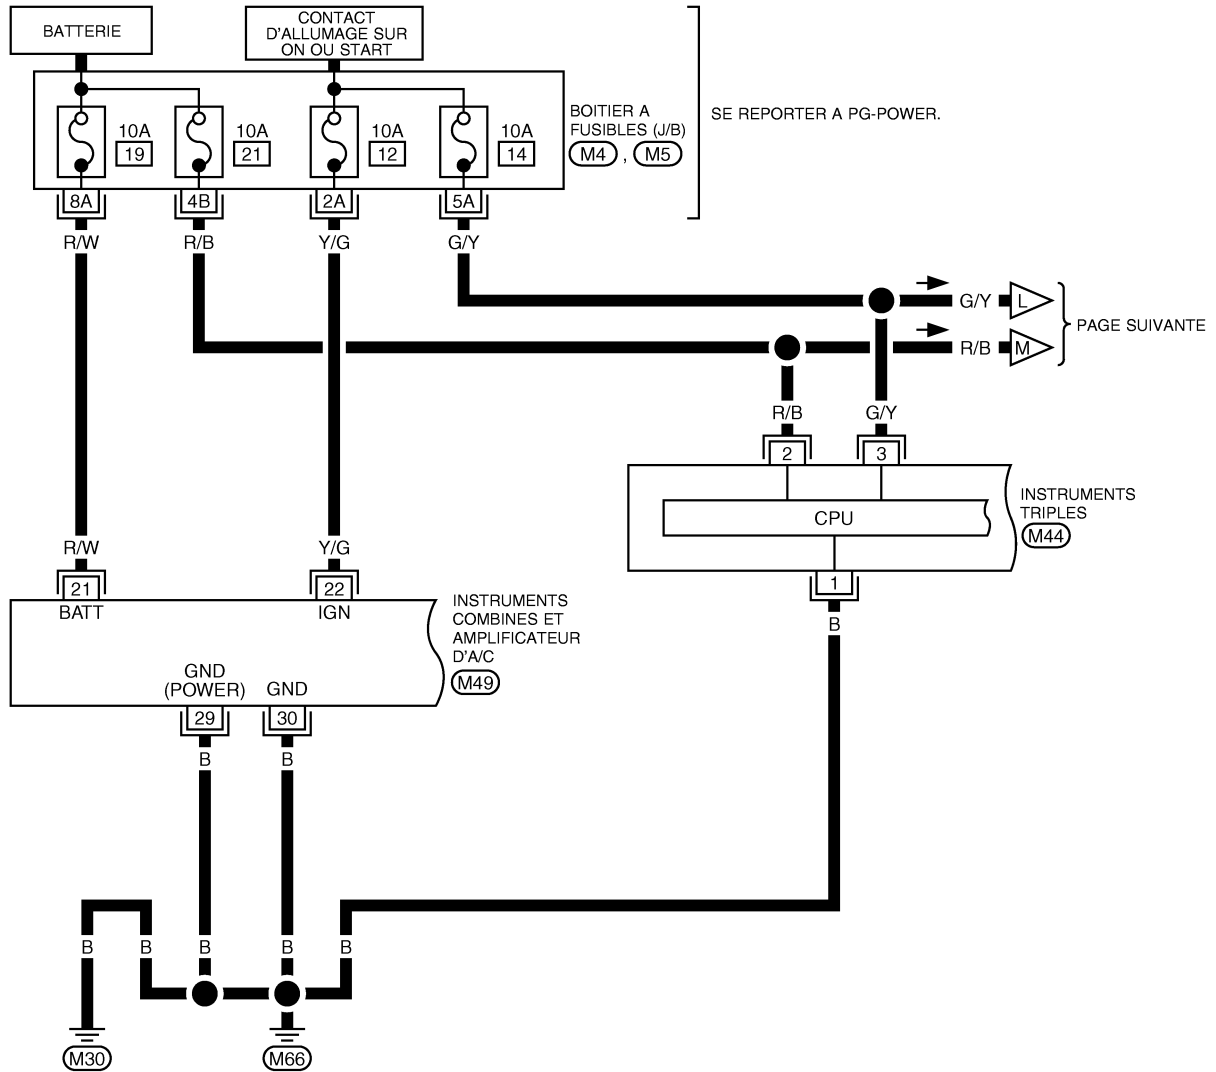 BATTERIE
CONTACT
D'ALLUMAGE SUR
ON OU START
10A
19
10A
21
10A
12
10A
14
BOITIER A
FUSIBLES (J/B)
M4 , M5
SE REPORTER A PG-POWER.
8A
4B
2A
5A
R/W
R/B
Y/G
G/Y
G/Y
L
R/B
M
PAGE SUIVANTE
R/B
G/Y
2
3
CPU
INSTRUMENTS
TRIPLES
M44
1
B
R/W
Y/G
21
22
BATT
IGN
INSTRUMENTS
COMBINES ET
AMPLIFICATEUR
D'A/C
M49
GND
(POWER)
GND
29
30
B
B
B
B
B
B
B
M30
M66